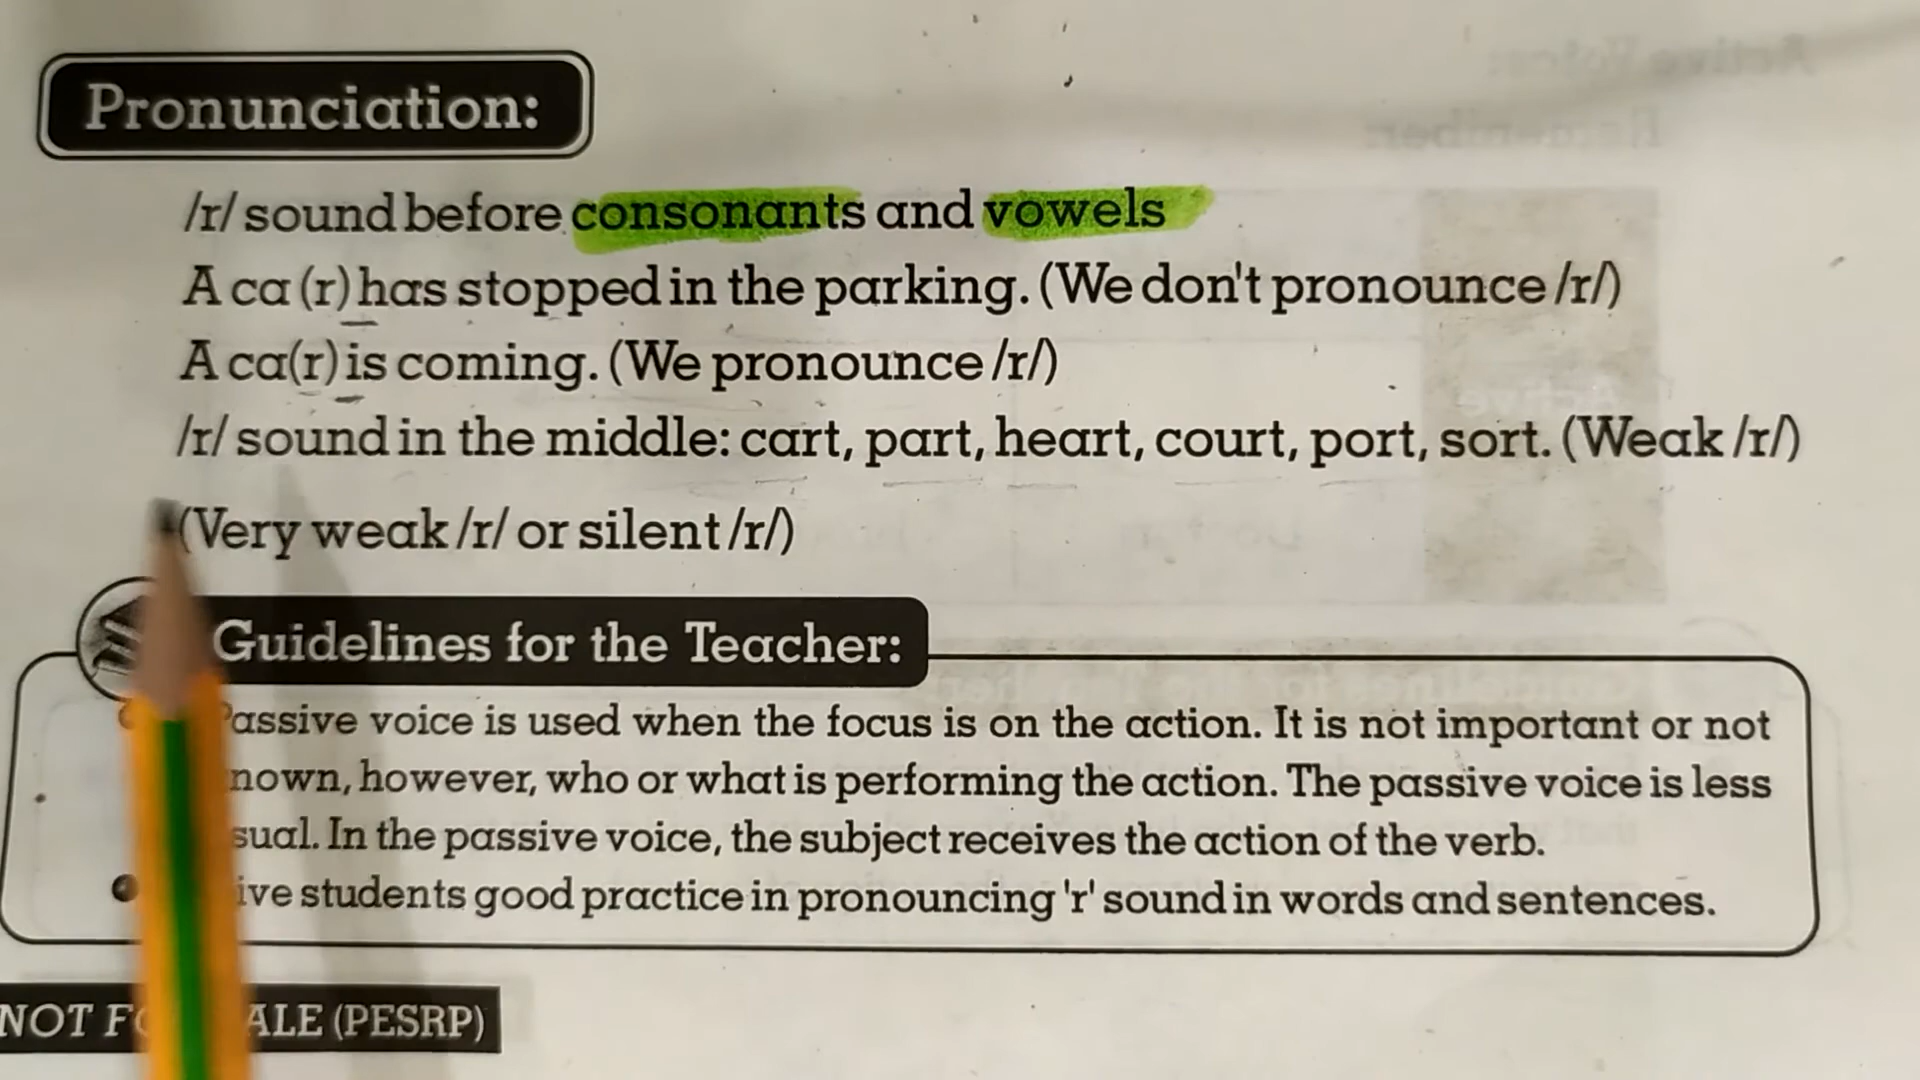 Pronunciation:
/r/ sound before consonants and vowels
A ca (r) has stopped in the parking. (We don't pronounce /r/)
A ca(r) is coming. (We pronounce /r/)
/r/ sound in the middle: cart, part, heart, court, port, sort. (Weak /r/)
(Very weak /r/ or silent /r/)
Guidelines for the Teacher:
assive voice is used when the focus is on the action. It is not important or not
nown, however, who or what is performing the action. The passive voice is less
sual. In the passive voice, the subject receives the action of the verb.
ive students good practice in pronouncing 'r' sound in words and sentences.
NOT F ALE (PESRP)